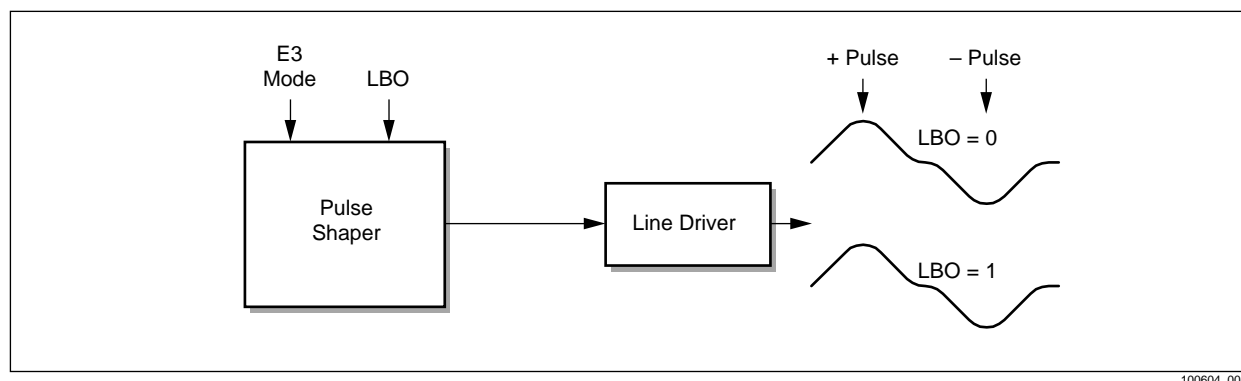 E3
Mode
LBO
+ Pulse
– Pulse
LBO = 0
Pulse
Shaper
Line Driver
LBO = 1